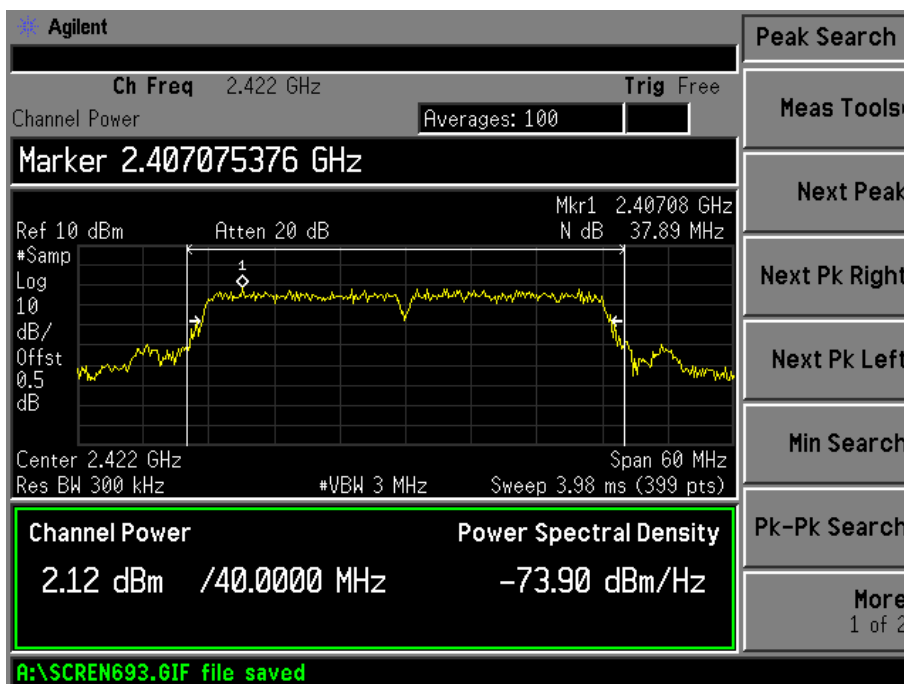 Agilent
Ch Freq 2.422 GHz Trig Free
Channel Power Averages: 100
Marker 2.407075376 GHz
Mkr1 2.40708 GHz
Ref 10 dBm Atten 20 dB N dB 37.89 MHz
#Samp
Log
10
dB/
Offst
0.5
dB
1
Center 2.422 GHz Span 60 MHz
Res BW 300 kHz #VBW 3 MHz Sweep 3.98 ms (399 pts)
Channel Power Power Spectral Density
2.12 dBm /40.0000 MHz -73.90 dBm/Hz
A:\SCREN693.GIF file saved
Peak Search
Meas Tools
Next Peak
Next Pk Right
Next Pk Left
Min Search
Pk-Pk Search
More
1 of 2